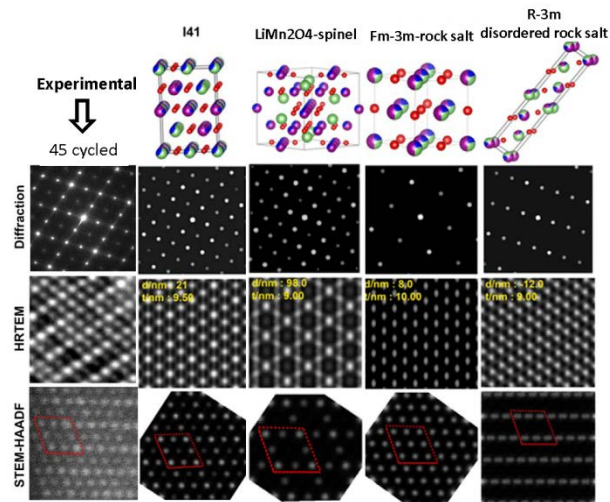 I41
LiMn2O4-spinel
Fm-3m-rock salt
R-3m
disordered rock salt
Experimental
45 cycled
Diffraction
HRTEM
d/nm : 21
t/nm : 9.50
d/nm : 98.0
t/nm : 9.00
d/nm : 8.0
t/nm : 10.00
d/nm : -12.0
t/nm : 9.00
STEM-HAADF